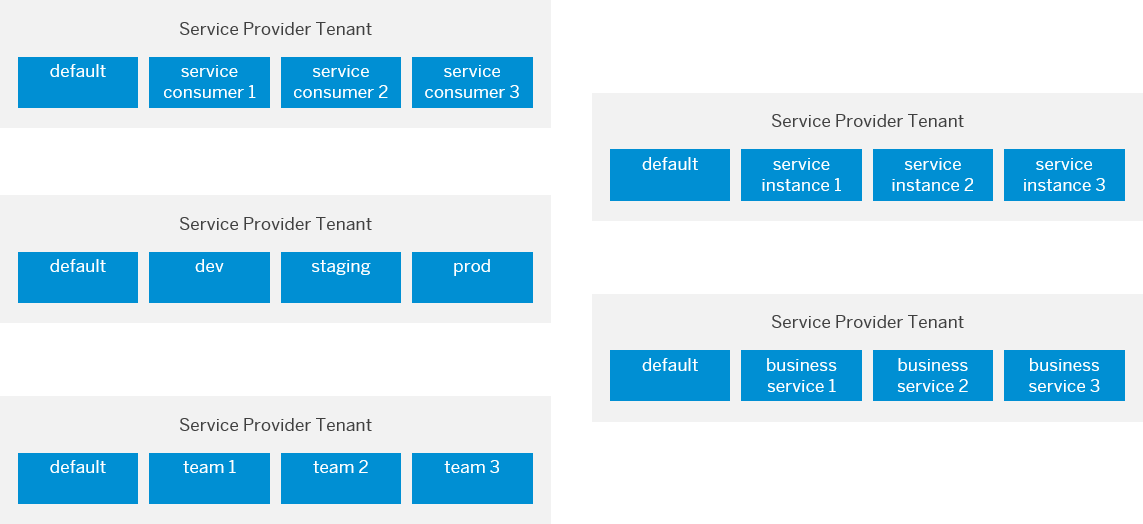 Service Provider Tenant
default
service
consumer 1
service
consumer 2
service
consumer 3
Service Provider Tenant
default
dev
staging
prod
Service Provider Tenant
default
team 1
team 2
team 3
Service Provider Tenant
default
service
instance 1
service
instance 2
service
instance 3
Service Provider Tenant
default
business
service 1
business
service 2
business
service 3